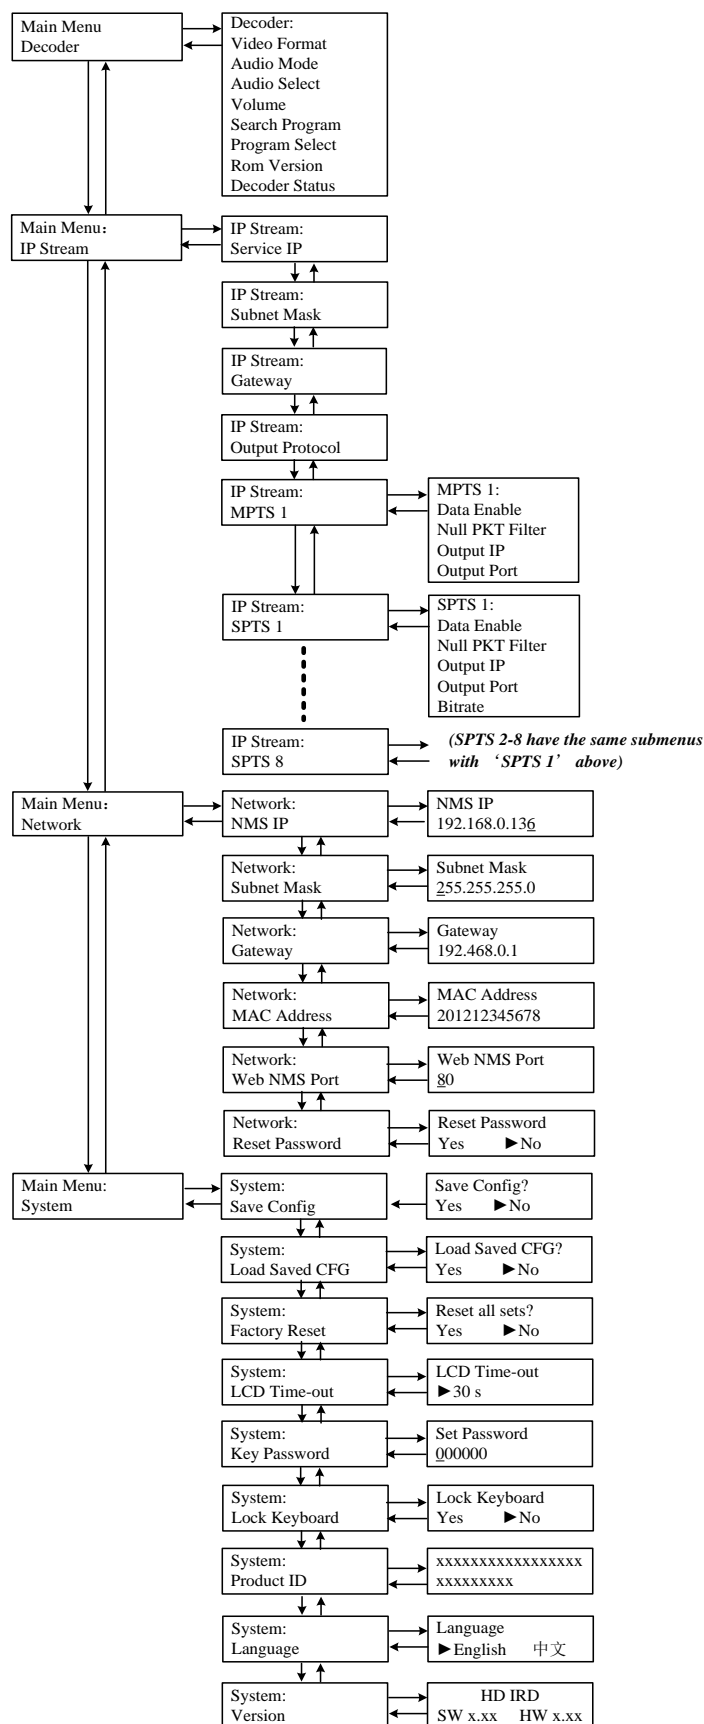 Main Menu
Decoder
Decoder:
Video Format
Audio Mode
Audio Select
Volume
Search Program
Program Select
Rom Version
Decoder Status
Main Menu：
IP Stream
IP Stream:
Service IP
IP Stream:
Subnet Mask
IP Stream:
Gateway
IP Stream:
Output Protocol
IP Stream:
MPTS 1
MPTS 1:
Data Enable
Null PKT Filter
Output IP
Output Port
IP Stream:
SPTS 1
SPTS 1:
Data Enable
Null PKT Filter
Output IP
Output Port
Bitrate
IP Stream:
SPTS 8
(SPTS 2-8 have the same submenus
with ‘SPTS 1’ above)
Main Menu：
Network
Network:
NMS IP
NMS IP
192.168.0.136
Network:
Subnet Mask
Subnet Mask
255.255.255.0
Network:
Gateway
Gateway
192.468.0.1
Network:
MAC Address
MAC Address
201212345678
Network:
Web NMS Port
Web NMS Port
80
Network:
Reset Password
Reset Password
Yes ►No
Main Menu:
System
System:
Save Config
Save Config?
Yes ►No
System:
Load Saved CFG
Load Saved CFG?
Yes ►No
System:
Factory Reset
Reset all sets?
Yes ►No
System:
LCD Time-out
LCD Time-out
►30 s
System:
Key Password
Set Password
000000
System:
Lock Keyboard
Lock Keyboard
Yes ►No
System:
Product ID
xxxxxxxxxxxxxxxxx
xxxxxxxxx
System:
Language
Language
►English 中文
System:
Version
HD IRD
SW x.xx HW x.xx